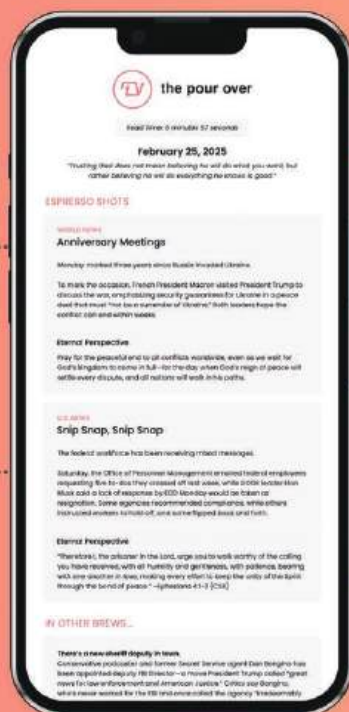 the pour over
Read time: 6 minutes 57 seconds
February 25, 2025
"Trusting God does not mean believing he will do what you want, but
rather believing he will do everything he knows is good."
ESPRESSO SHOTS
WORLD NEWS
Anniversary Meetings
Monday marked three years since Russia invaded Ukraine.
To mark the occasion, French President Macron visited President Trump to
discuss the war, emphasizing security guarantees for Ukraine in a peace
deal that must "not be a surrender of Ukraine." Both leaders hope the
conflict can end within weeks.
Eternal Perspective
Pray for the peaceful end to all conflicts worldwide, even as we wait for
God's kingdom to come in full—for the day when God's reign of peace will
settle every dispute, and all nations will walk in his paths.
U.S. NEWS
Snip Snap, Snip Snap
The federal workforce has been receiving mixed messages.
Saturday, the Office of Personnel Management emailed federal employees
requesting five to-dos they crossed off last week, while DOGE leader Elon
Musk said a lack of response by EOD Monday would be taken as
resignation. Some agencies recommended compliance, while others
instructed workers to hold off, and some flipped back and forth.
Eternal Perspective
"Therefore I, the prisoner in the Lord, urge you to walk worthy of the calling
you have received, with all humility and gentleness, with patience, bearing
with one another in love, making every effort to keep the unity of the Spirit
through the bond of peace." –Ephesians 4:1-3 (CSB)
IN OTHER BREWS...
There's a new sheriff deputy in town.
Conservative podcaster and former Secret Service agent Dan Bongino has
been appointed deputy FBI Director—a move President Trump called "great
news for law enforcement and American Justice." Critics say Bongino,
who's never worked for the FBI and once called the agency "irredeemably